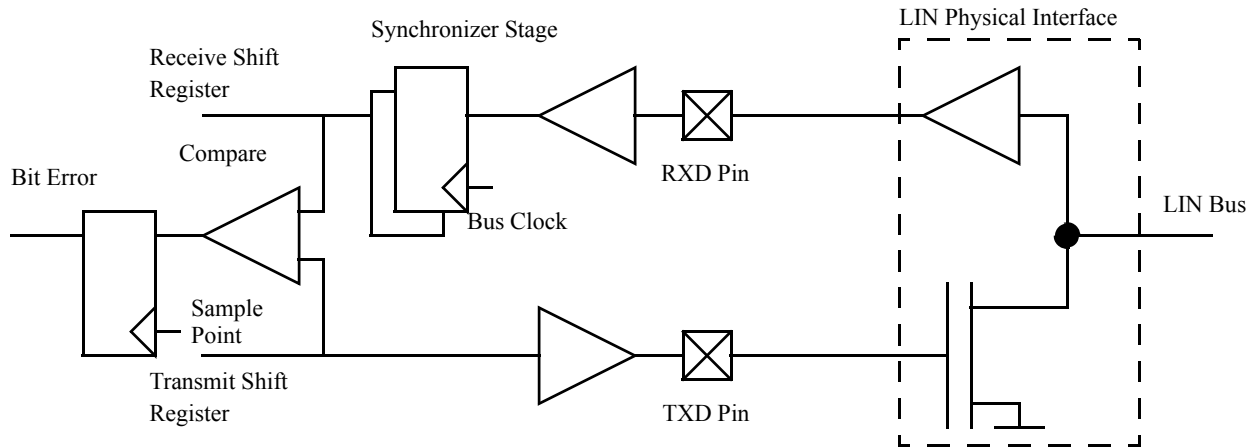 LIN Physical Interface
Synchronizer Stage
Receive Shift
Register
Compare
RXD Pin
Bit Error
Bus Clock
LIN Bus
Sample
Point
Transmit Shift
Register
TXD Pin